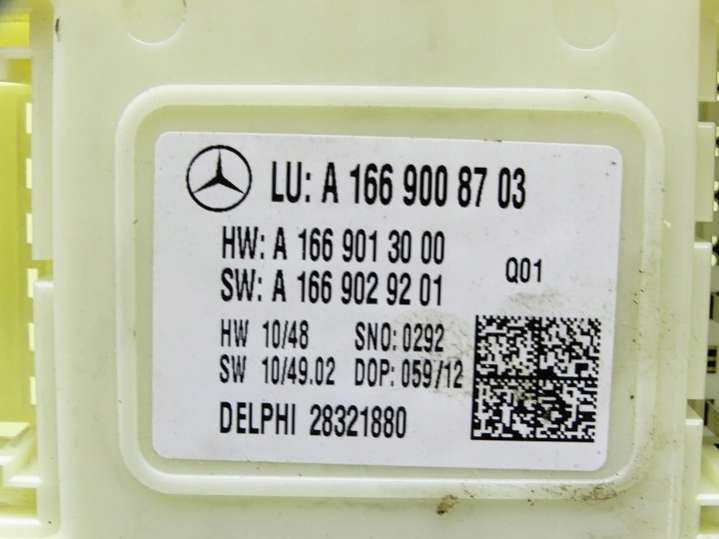 LU: A 166 900 87 03
HW: A 166 901 30 00
SW: A 166 902 92 01
Q01
HW 10/48 SNO: 0292
SW 10/49.02 DOP: 059/12
DELPHI 28321880